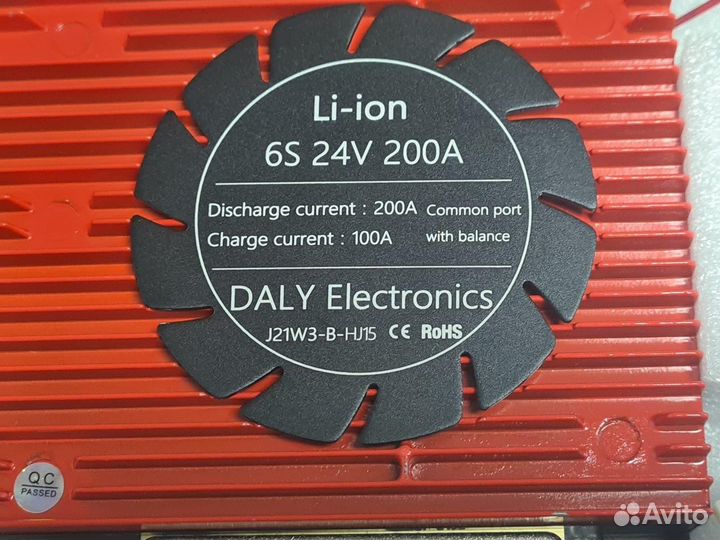 Li-ion
6S 24V 200A
Discharge current : 200A
Charge current : 100A
Common port
with balance
DALY Electronics
J21W3-B-HJ15 CE RoHS
QC
PASSED
Avito